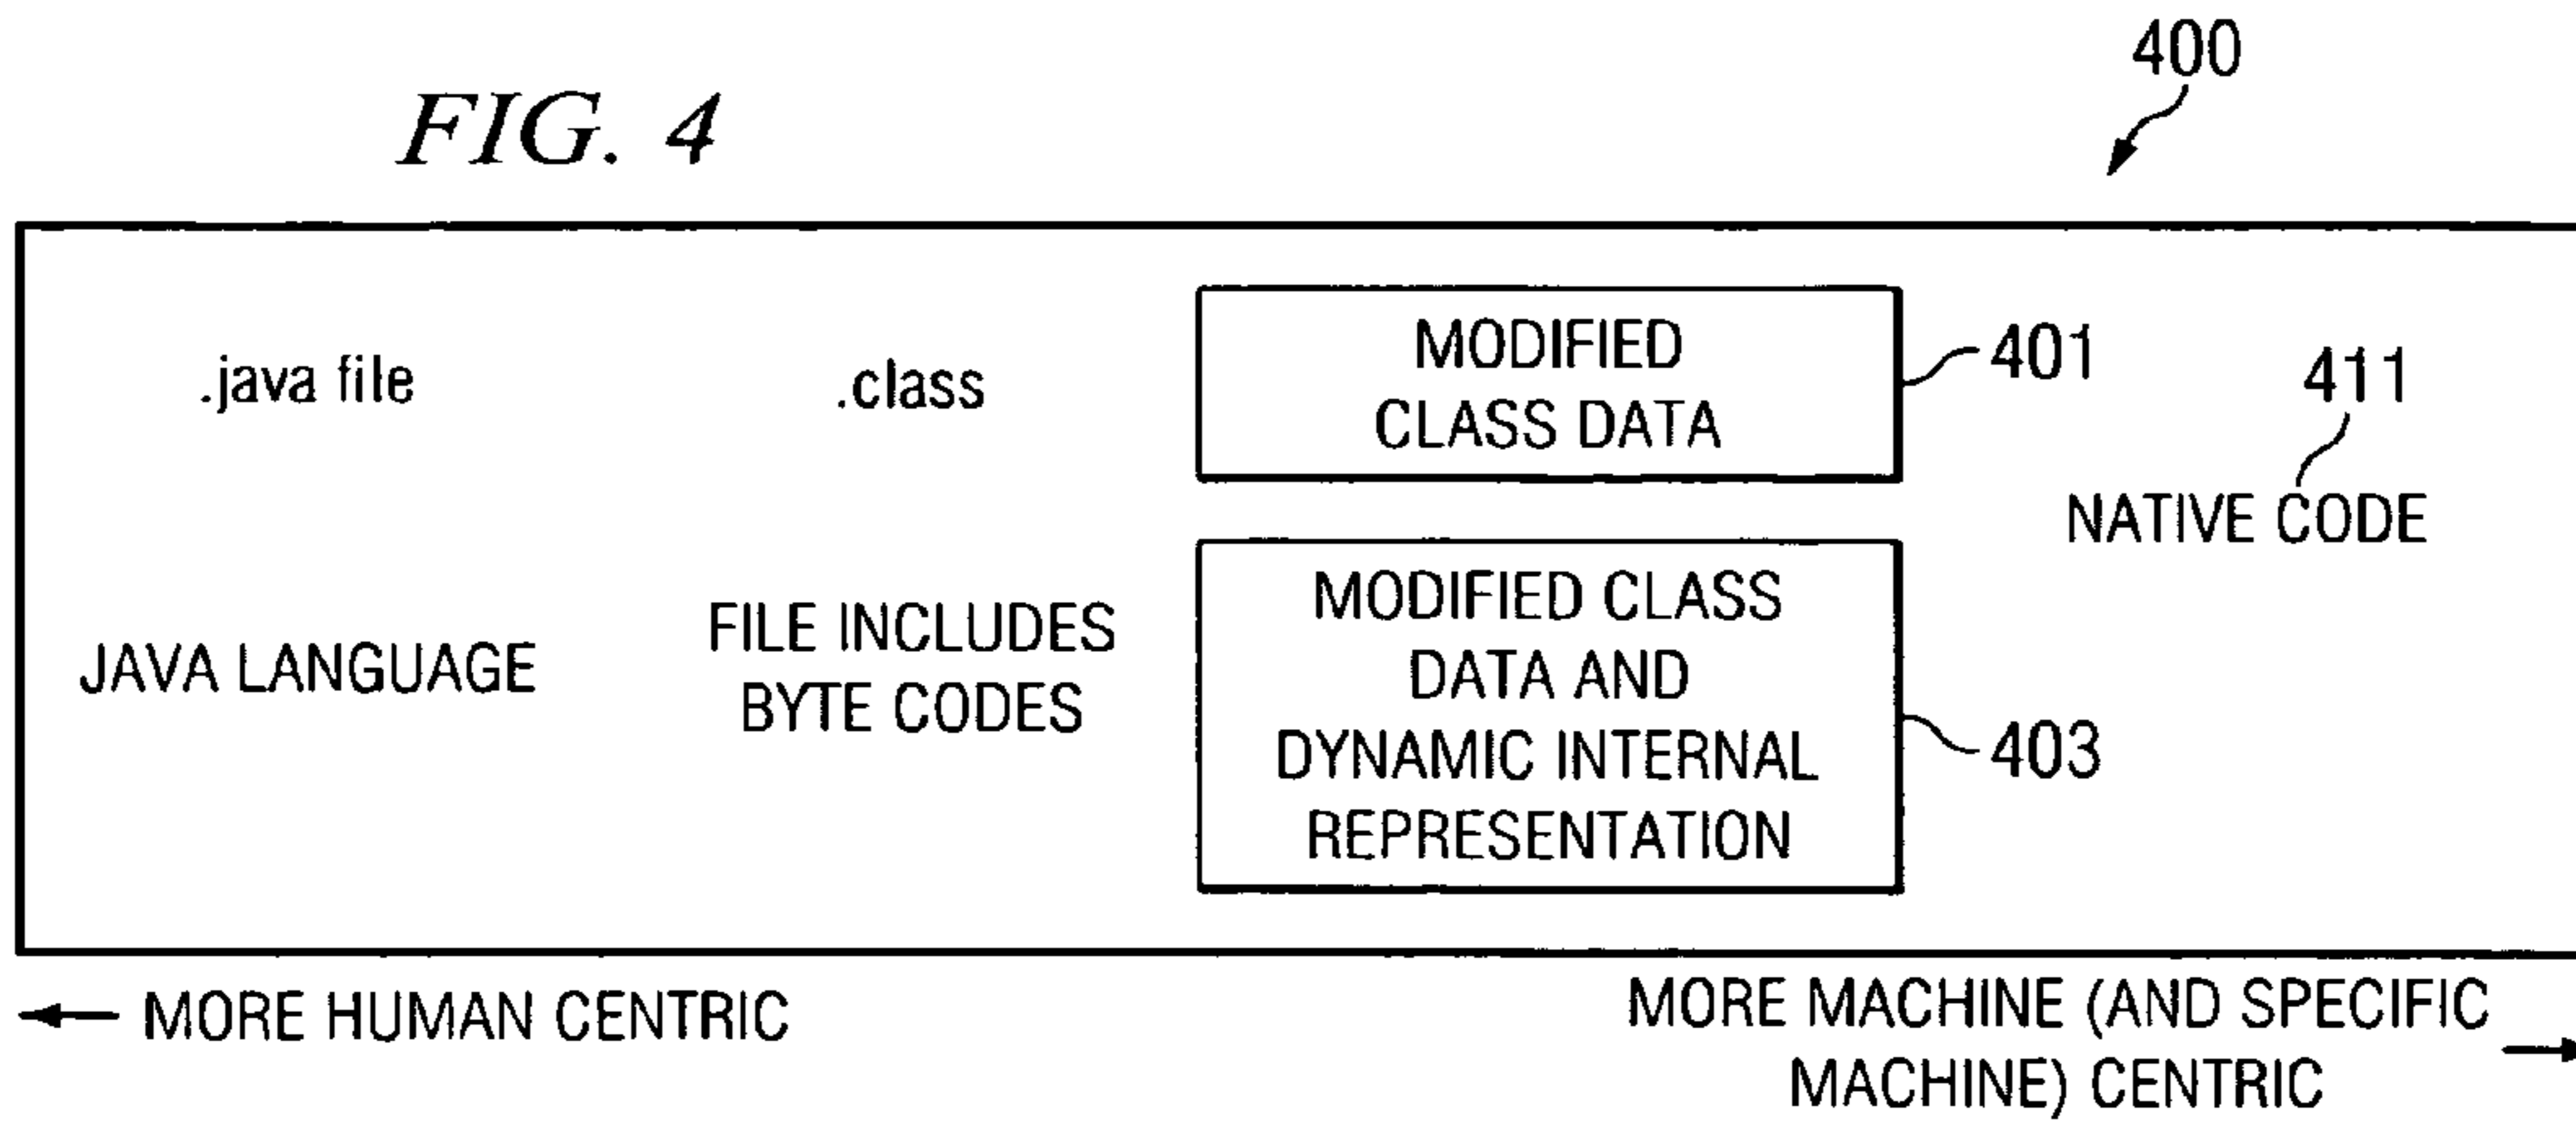 FIG. 4
400
.java file
.class
MODIFIED
CLASS DATA
401
411
NATIVE CODE
JAVA LANGUAGE
FILE INCLUDES
BYTE CODES
MODIFIED CLASS
DATA AND
DYNAMIC INTERNAL
REPRESENTATION
403
MORE HUMAN CENTRIC
MORE MACHINE (AND SPECIFIC
MACHINE) CENTRIC